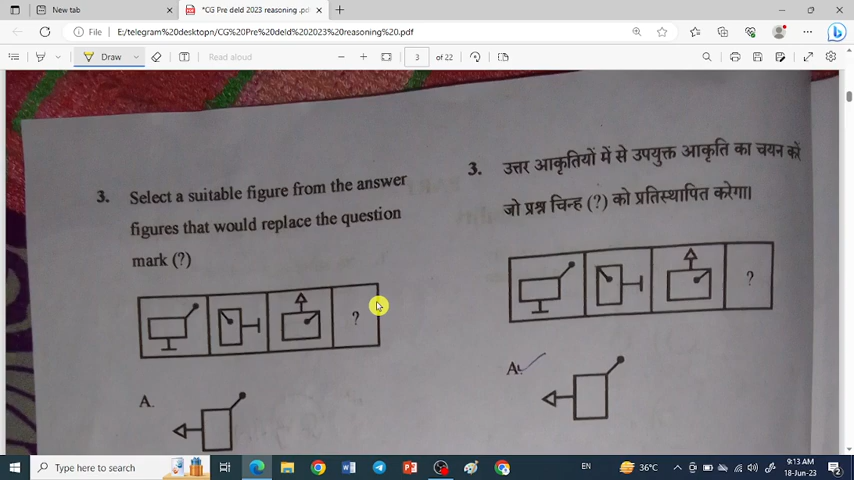 New tab
*CG Pre deld 2023 reasoning .pd
File
E:/telegram%20desktopn/CG%20Pre%20deld%202023%20reasoning%20.pdf
Draw
Read aloud
3
of 22
3. Select a suitable figure from the answer
figures that would replace the question
mark (?)
?
A.
3. उत्तर आकृतियों में से उपयुक्त आकृति का चयन करें
जो प्रश्न चिन्ह (?) को प्रतिस्थापित करेगा।
?
A.
Type here to search
36°C
EN
9:13 AM
18-Jun-23
2